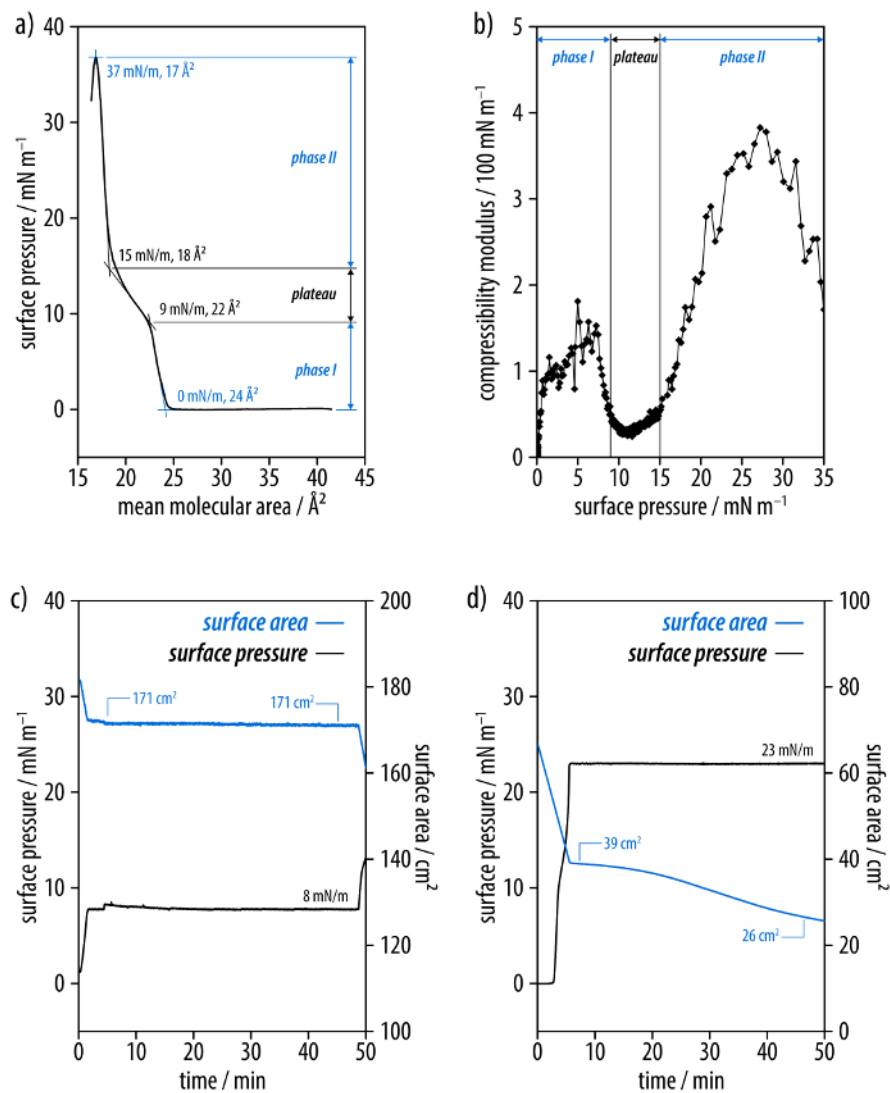 a)
surface pressure / mN m⁻¹
40
30
20
10
0
37 mN/m, 17 Å²
phase II
15 mN/m, 18 Å²
plateau
9 mN/m, 22 Å²
phase I
0 mN/m, 24 Å²
15 20 25 30 35 40 45
mean molecular area / Å²
b)
compressibility modulus / 100 mN m⁻¹
5
4
3
2
1
0
phase I plateau phase II
0 5 10 15 20 25 30 35
surface pressure / mN m⁻¹
c)
surface pressure / mN m⁻¹
40
30
20
10
0
surface area
surface pressure
171 cm²
171 cm²
8 mN/m
200
180
160
140
120
100
surface area / cm²
0 10 20 30 40 50
time / min
d)
surface pressure / mN m⁻¹
40
30
20
10
0
surface area
surface pressure
23 mN/m
39 cm²
26 cm²
100
80
60
40
20
0
surface area / cm²
0 10 20 30 40 50
time / min